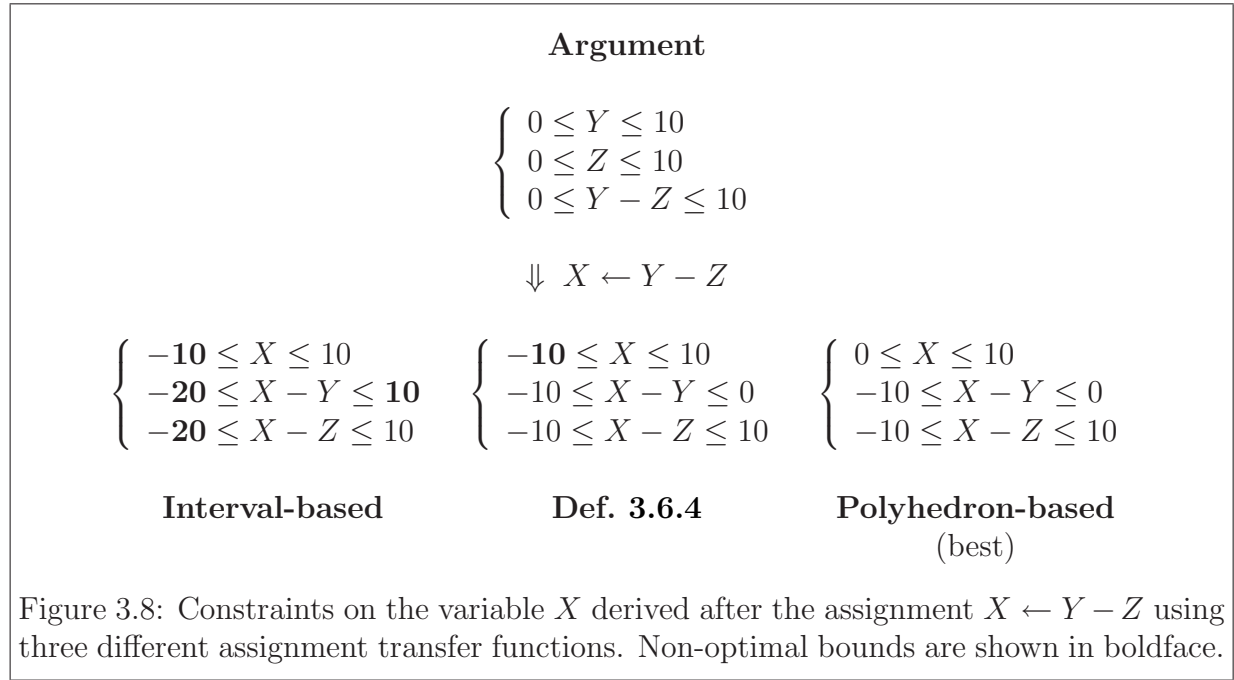 Argument
0 ≤ Y ≤ 10
0 ≤ Z ≤ 10
0 ≤ Y − Z ≤ 10
⇓ X ← Y − Z
−10 ≤ X ≤ 10
−20 ≤ X − Y ≤ 10
−20 ≤ X − Z ≤ 10
Interval-based
−10 ≤ X ≤ 10
−10 ≤ X − Y ≤ 0
−10 ≤ X − Z ≤ 10
Def. 3.6.4
0 ≤ X ≤ 10
−10 ≤ X − Y ≤ 0
−10 ≤ X − Z ≤ 10
Polyhedron-based
(best)
Figure 3.8: Constraints on the variable X derived after the assignment X ← Y − Z using
three different assignment transfer functions. Non-optimal bounds are shown in boldface.